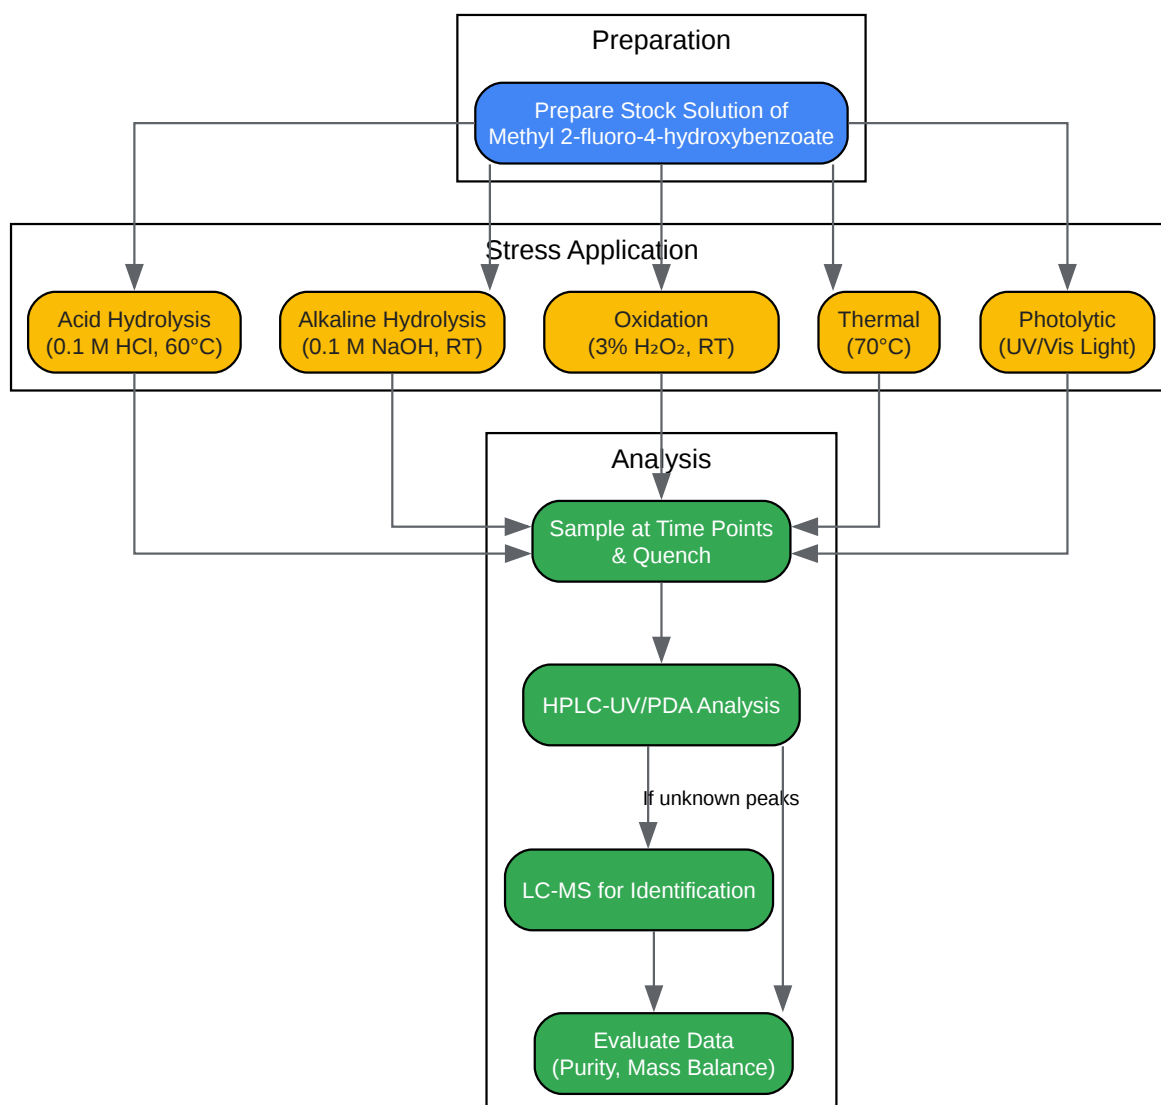 Preparation
Prepare Stock Solution of
Methyl 2-fluoro-4-hydroxybenzoate
Stress Application
Acid Hydrolysis
(0.1 M HCl, 60°C)
Alkaline Hydrolysis
(0.1 M NaOH, RT)
Oxidation
(3% H₂O₂, RT)
Thermal
(70°C)
Photolytic
(UV/Vis Light)
Analysis
Sample at Time Points
& Quench
HPLC-UV/PDA Analysis
If unknown peaks
LC-MS for Identification
Evaluate Data
(Purity, Mass Balance)